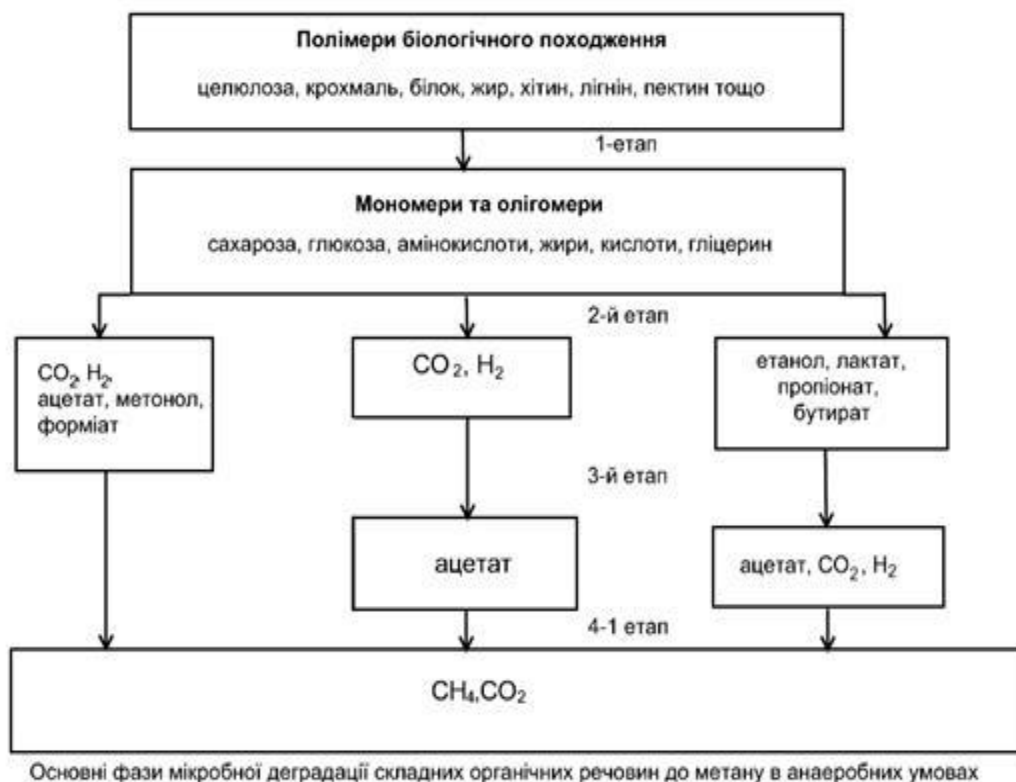 Полімери біологічного походження
целюлоза, крохмаль, білок, жир, хітин, лігнін, пектин тощо
1-етап
Мономери та олігомери
сахароза, глюкоза, амінокислоти, жири, кислоти, гліцерин
2-й етап
CO₂, H₂,
ацетат, метонол,
форміат
CO₂, H₂
етанол, лактат,
пропіонат,
бутират
3-й етап
ацетат
ацетат, CO₂, H₂
4-1 етап
CH₄,CO₂
Основні фази мікробної деградації складних органічних речовин до метану в анаеробних умовах